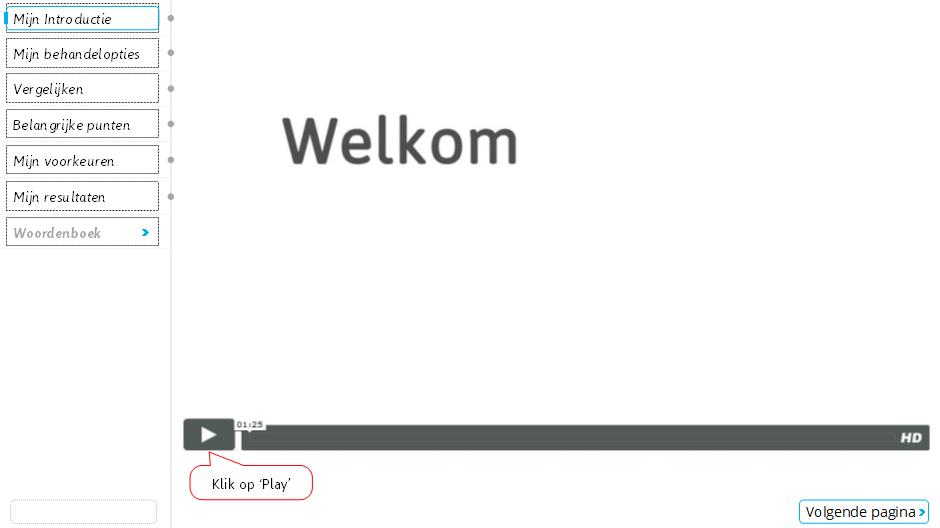 Mijn Introductie
Mijn behandelopties
Vergelijken
Belangrijke punten
Mijn voorkeuren
Mijn resultaten
Woordenboek
Welkom
01:25
HD
Klik op ‘Play’
Volgende pagina